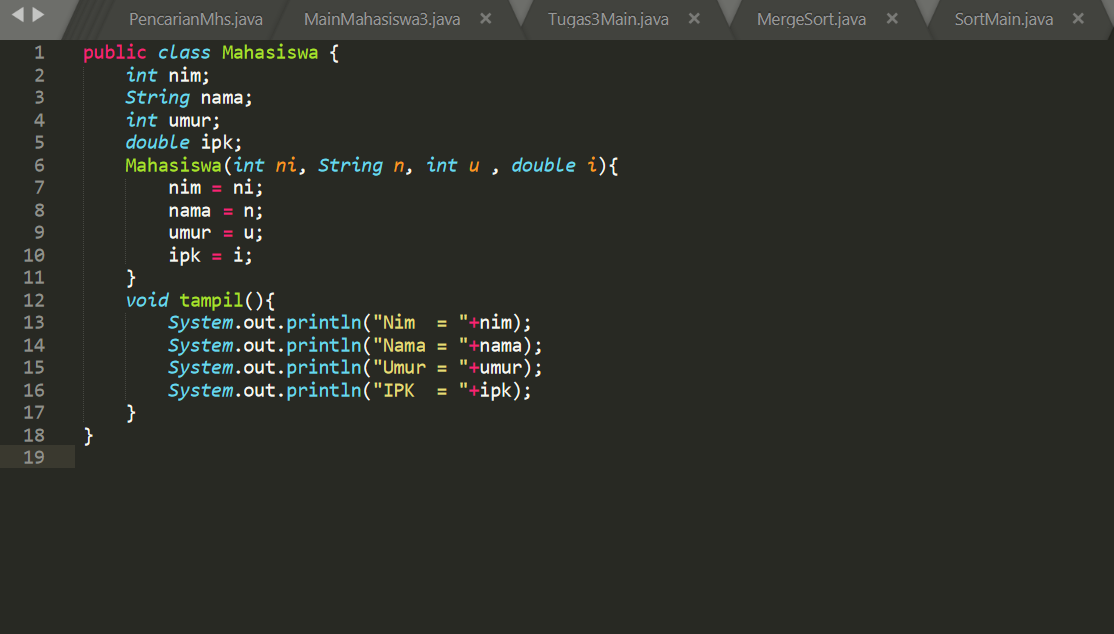 PencarianMhs.java MainMahasiswa3.java × Tugas3Main.java × MergeSort.java × SortMain.java ×
1 public class Mahasiswa {
2     int nim;
3     String nama;
4     int umur;
5     double ipk;
6     Mahasiswa(int ni, String n, int u , double i){
7         nim = ni;
8         nama = n;
9         umur = u;
10         ipk = i;
11     }
12     void tampil(){
13         System.out.println("Nim  = "+nim);
14         System.out.println("Nama = "+nama);
15         System.out.println("Umur = "+umur);
16         System.out.println("IPK  = "+ipk);
17     }
18 }
19